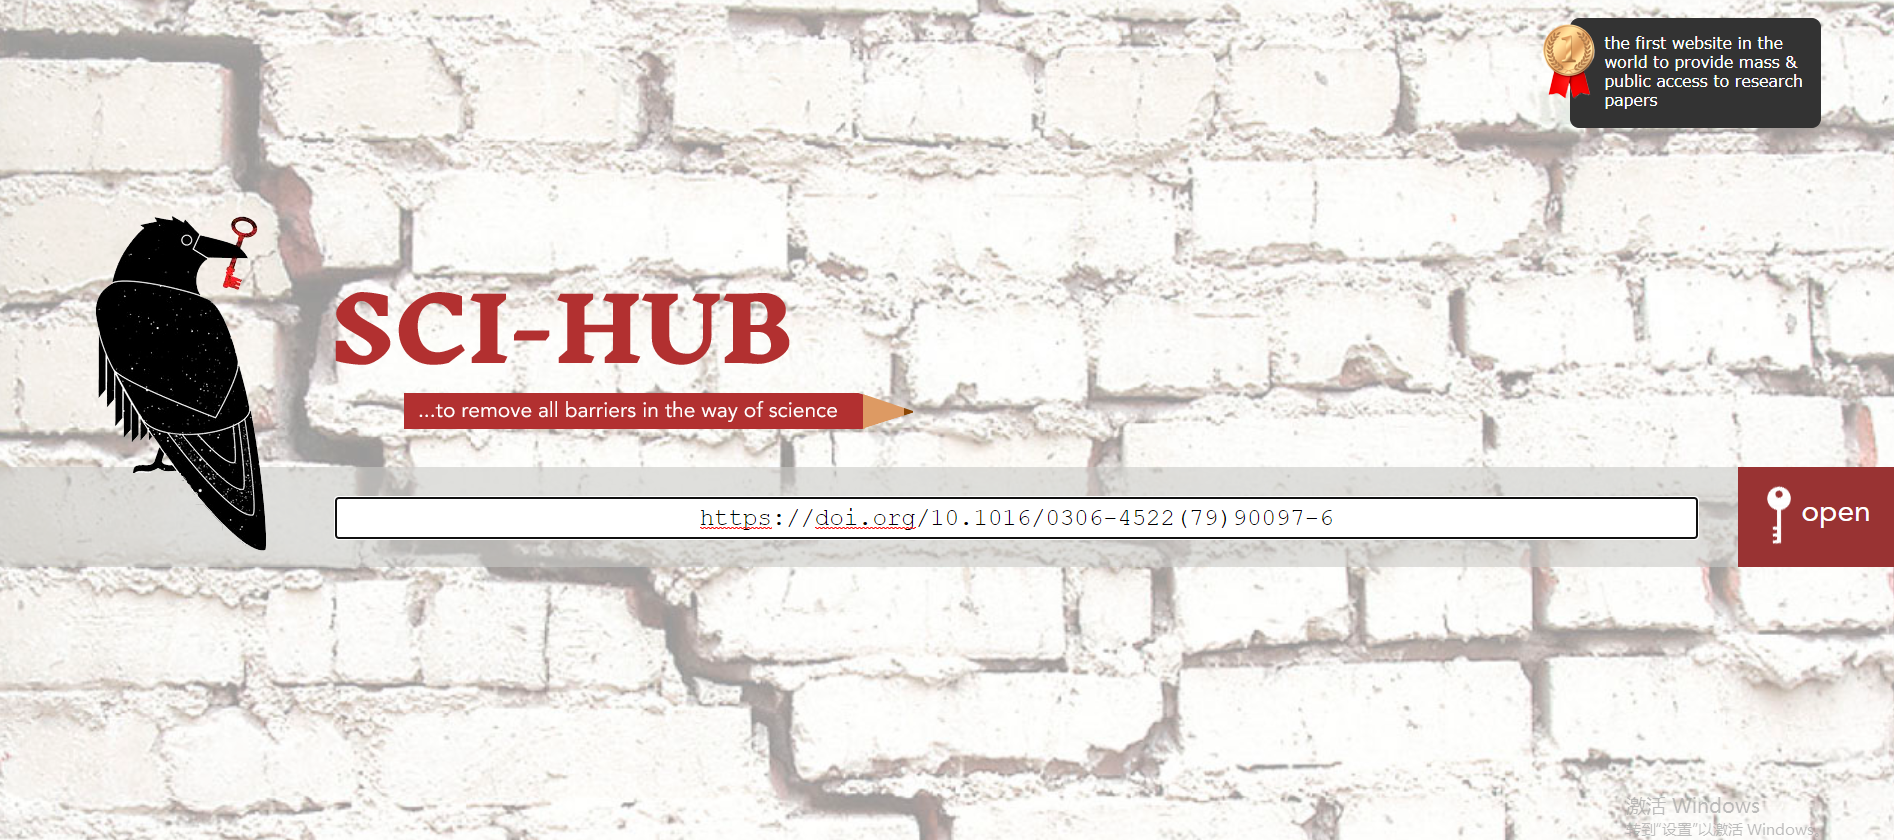 the first website in the
world to provide mass &
public access to research
papers
1
SCI-HUB
...to remove all barriers in the way of science
https://doi.org/10.1016/0306-4522(79)90097-6
open
激活 Windows
转到"设置"以激活 Windows